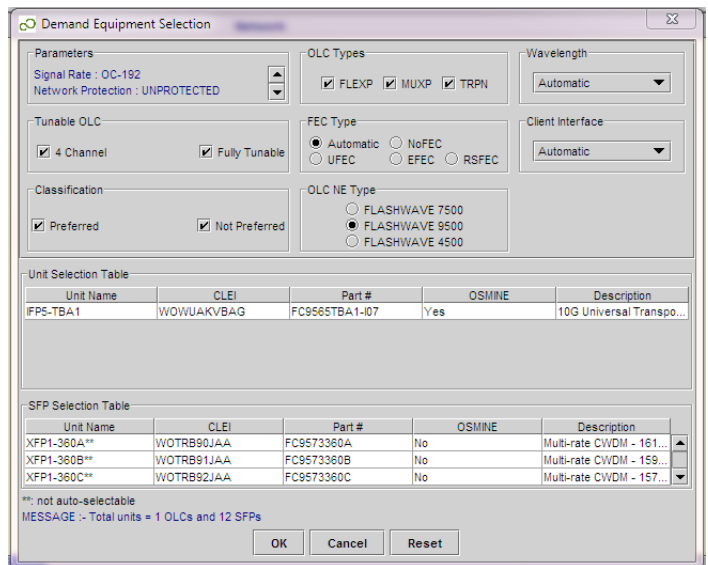 Demand Equipment Selection
Parameters
Signal Rate : OC-192
Network Protection : UNPROTECTED
OLC Types
FLEXP MUXP TRPN
Wavelength
Automatic
Tunable OLC
4 Channel Fully Tunable
FEC Type
Automatic NoFEC
UFEC EFEC RSFEC
Client Interface
Automatic
Classification
Preferred Not Preferred
OLC NE Type
FLASHWAVE 7500
FLASHWAVE 9500
FLASHWAVE 4500
Unit Selection Table
Unit Name CLEI Part # OSMINE Description
IFP5-TBA1 WOWUAKVBAG FC9565TBA1-I07 Yes 10G Universal Transpo...
SFP Selection Table
Unit Name CLEI Part # OSMINE Description
XFP1-360A** WOTRB90JAA FC9573360A No Multi-rate CWDM - 161...
XFP1-360B** WOTRB91JAA FC9573360B No Multi-rate CWDM - 159...
XFP1-360C** WOTRB92JAA FC9573360C No Multi-rate CWDM - 157...
**: not auto-selectable
MESSAGE :- Total units = 1 OLCs and 12 SFPs
OK Cancel Reset